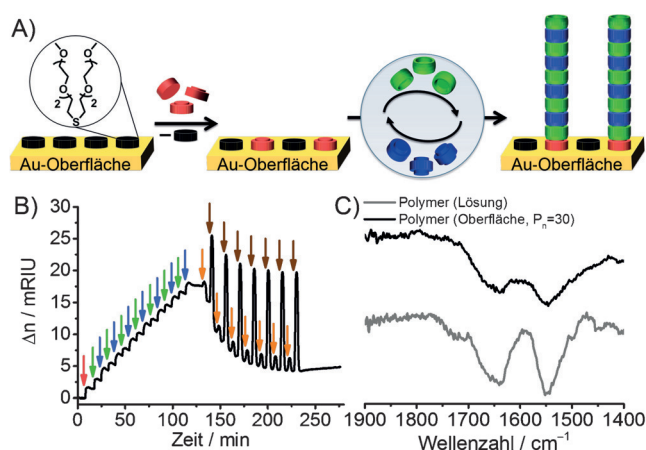 A)
O O
O O
2 2
S
Au-Oberfläche
−
Au-Oberfläche
Au-Oberfläche
B)
30
25
20
15
10
5
0
Δn / mRIU
0 50 100 150 200 250
Zeit / min
C)
Polymer (Lösung)
Polymer (Oberfläche, Pn=30)
1900 1800 1700 1600 1500 1400
Wellenzahl / cm⁻¹